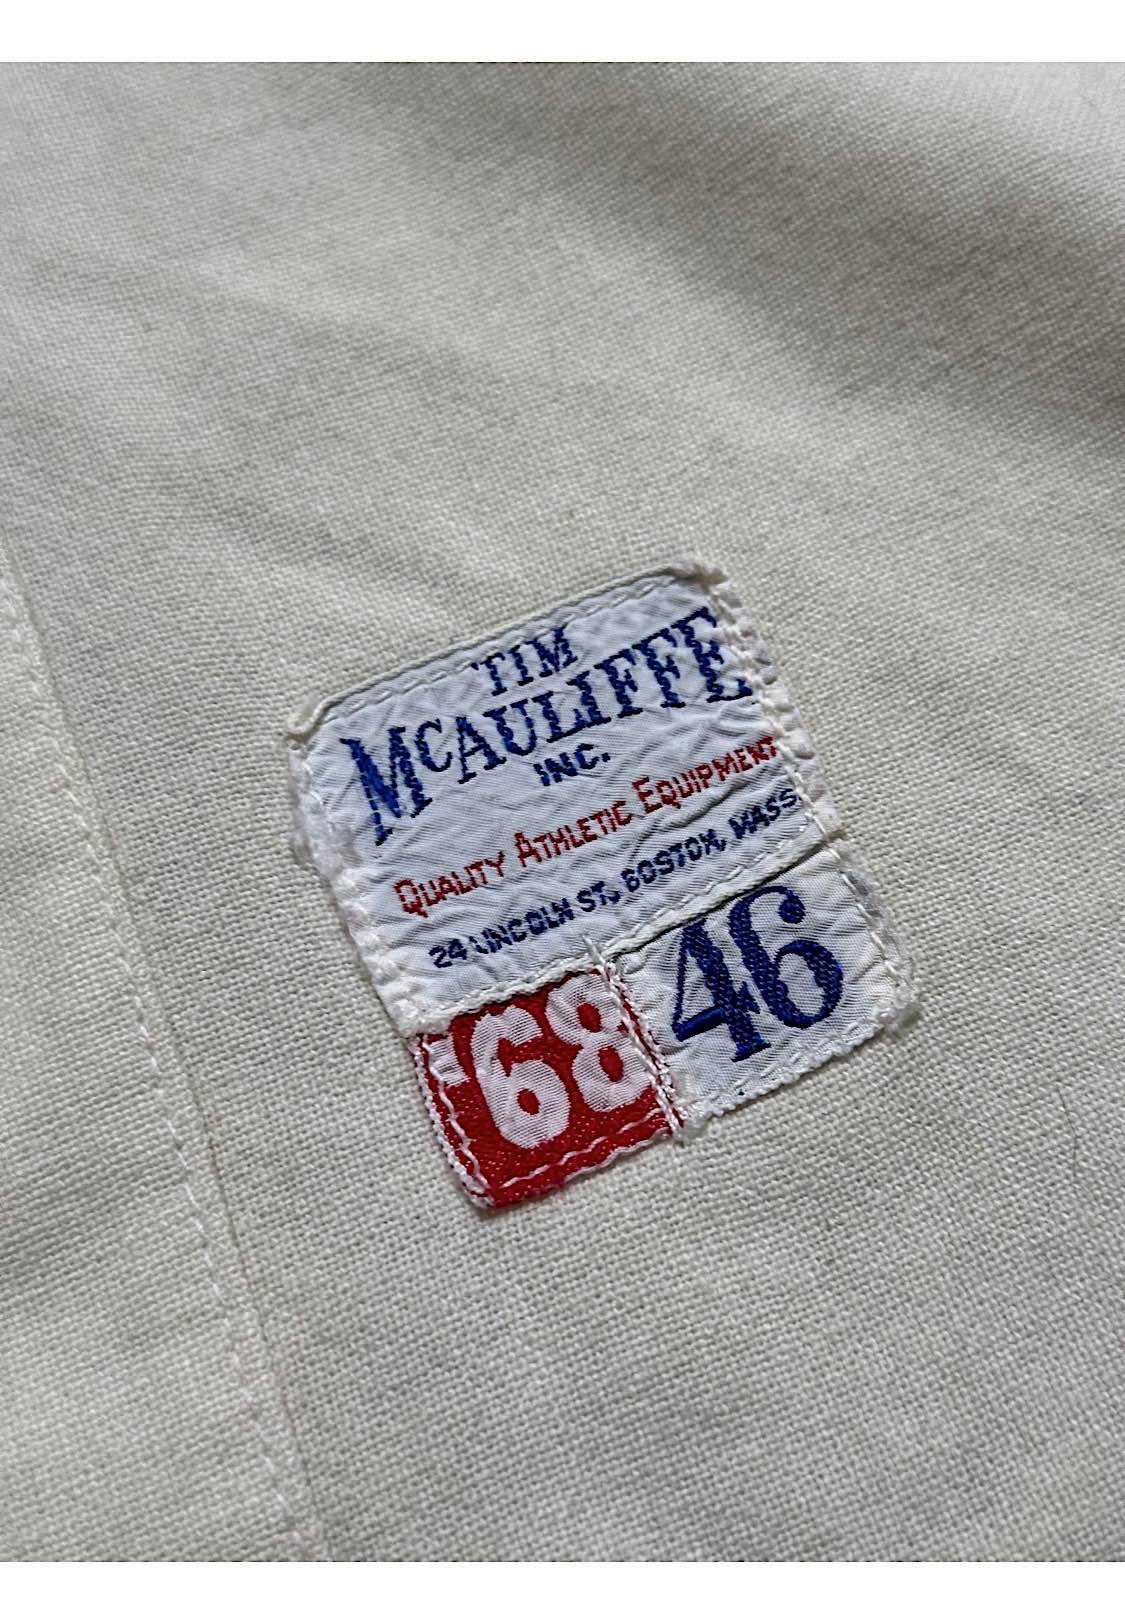 TIM
MCAULIFFE
INC.
QUALITY ATHLETIC EQUIPMENT
24 LINCOLN ST., BOSTON, MASS.
68 46